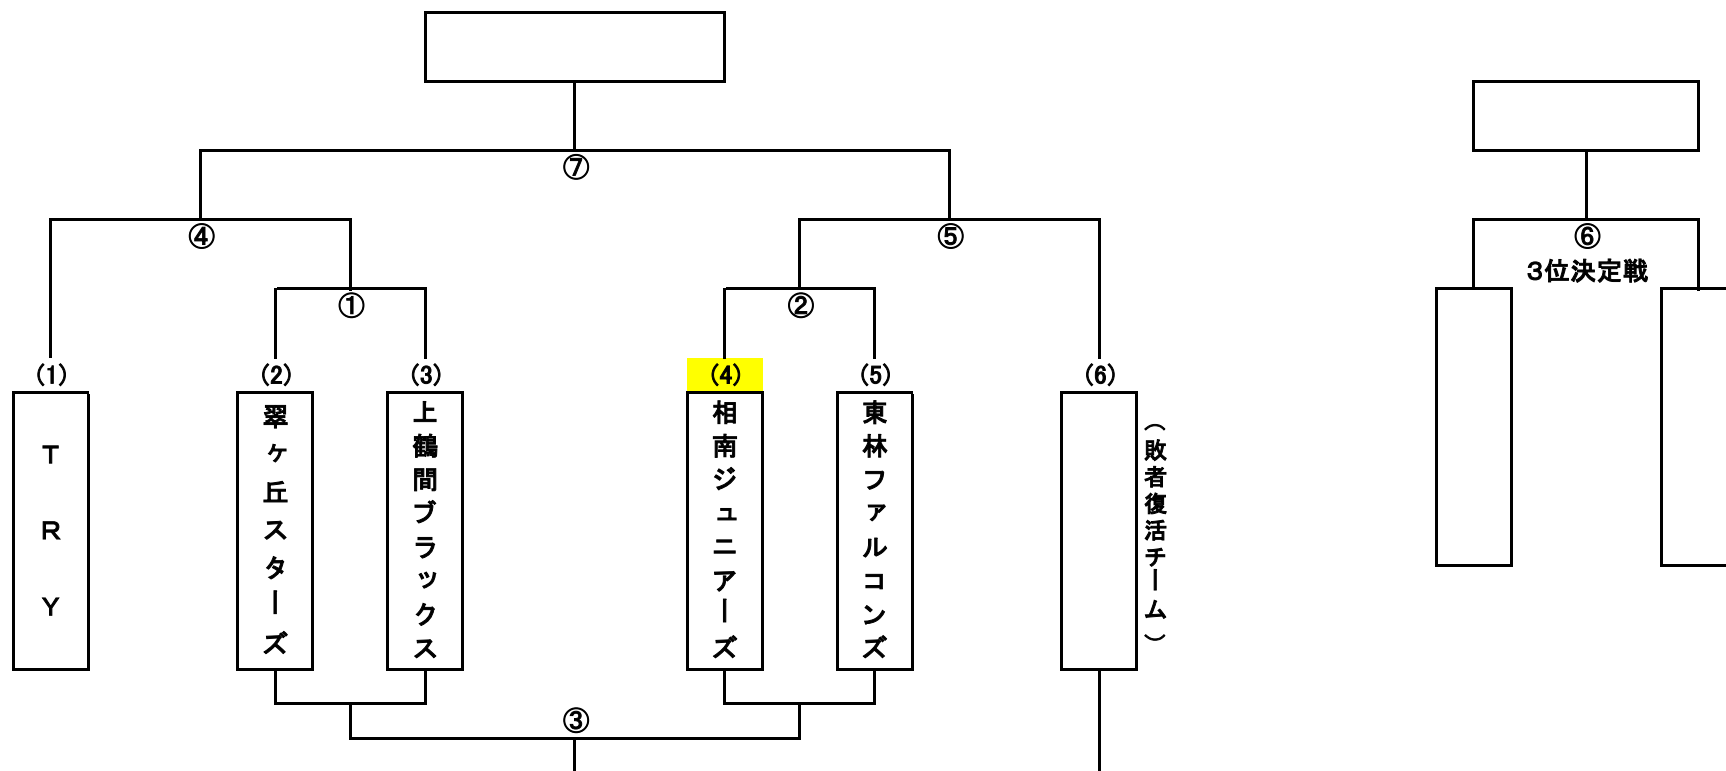 ⑦
④
⑤
⑥
3位決定戦
①
②
(1)
(2)
(3)
(4)
(5)
(6)
TRY
翠ヶ丘スターズ
上鶴間ブラックス
相南ジュニアーズ
東林ファルコンズ
（敗者復活チーム）
③